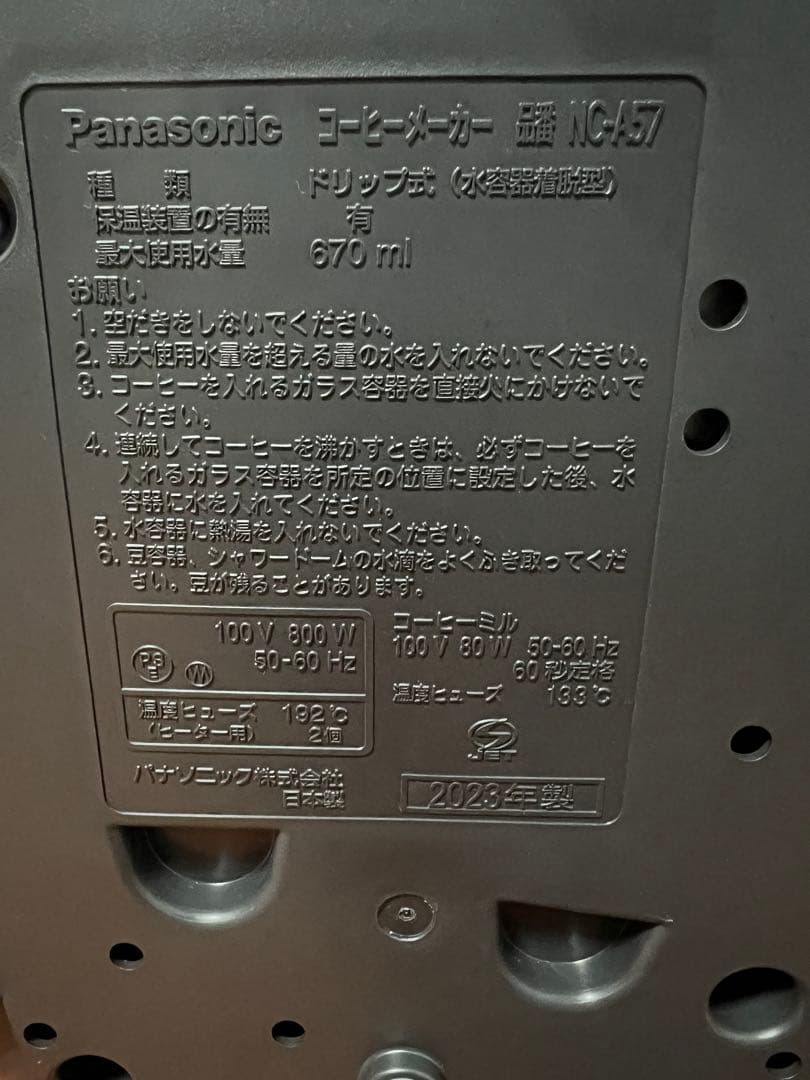 Panasonic コーヒーメーカー 品番 NC-A57
種類 ドリップ式（水容器着脱型）
保温装置の有無 有
最大使用水量 670 ml
お願い
1. 空だきをしないでください。
2. 最大使用水量を超える量の水を入れないでください。
3. コーヒーを入れるガラス容器を直接火にかけないで
ください。
4. 連続してコーヒーを沸かすときは、必ずコーヒーを
入れるガラス容器を所定の位置に設定した後、水
容器に水を入れてください。
5. 水容器に熱湯を入れないでください。
6. 豆容器、シャワードームの水滴をよくふき取ってくだ
さい。豆が残ることがあります。
100 V 800 W
50-60 Hz
PS
E
温度ヒューズ 192℃
（ヒーター用） 2個
コーヒーミル
100 V 80 W 50-60 Hz
60 秒定格
温度ヒューズ 133℃
JET
パナソニック株式会社
日本製
2023年製